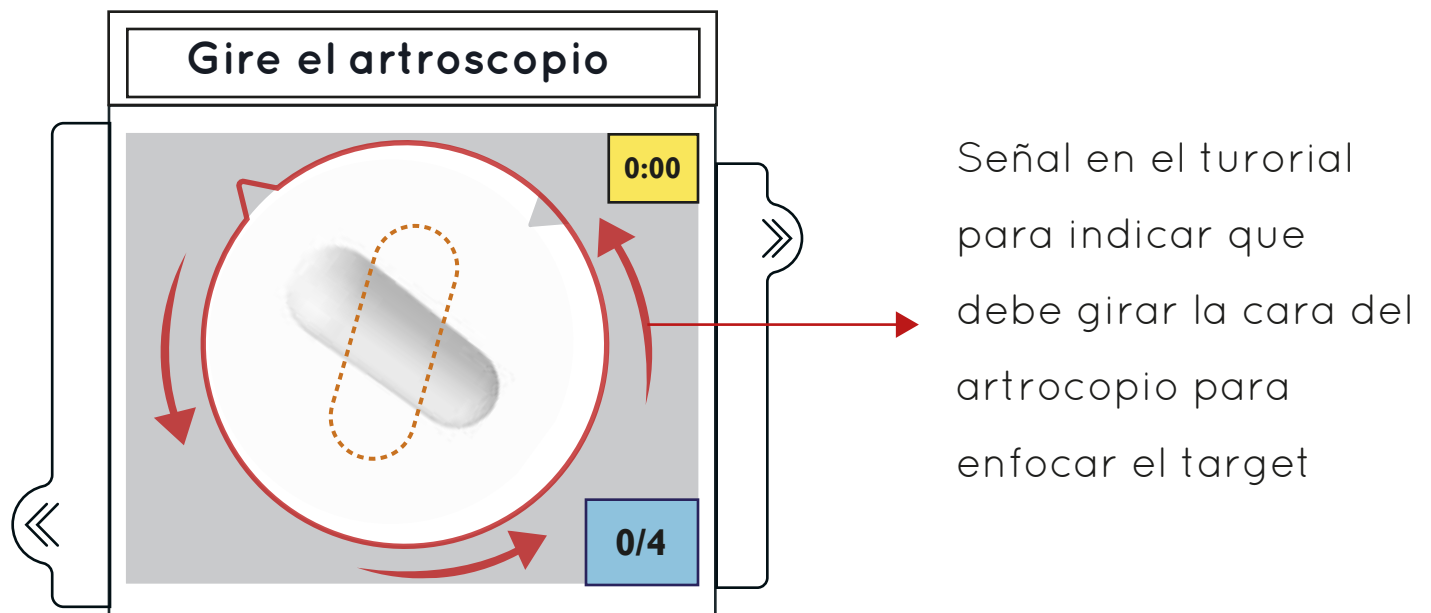 Gire el artroscopio
0:00
Señal en el turorial
para indicar que
debe girar la cara del
artrocopio para
enfocar el target
0/4